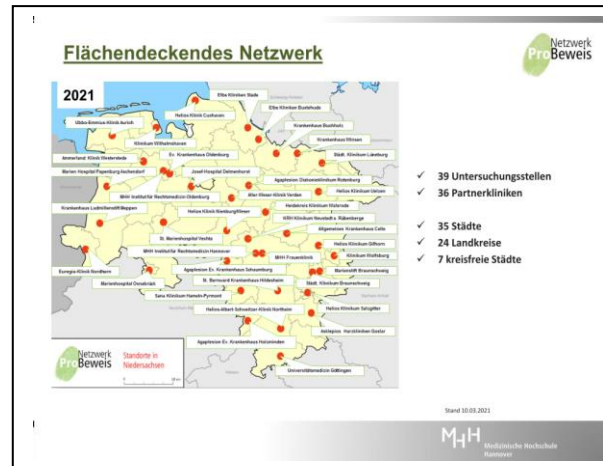 Flächendeckendes Netzwerk
Netzwerk
ProBeweis
2021
Elbe Kliniken Stade
Elbe Kliniken Buxtehude
Helios Klinik Cuxhaven
Krankenhaus Buchholz
Ubbo-Emmius-Klinik Aurich
Krankenhaus Winsen
Klinikum Wilhelmshaven
Städt. Klinikum Lüneburg
Ammerland Klinik Westerstede
Ev. Krankenhaus Oldenburg
Agaplesion Diakonieklinikum Rotenburg
Marien Hospital Papenburg Aschendorf
Josef-Hospital Delmenhorst
Helios Klinikum Uelzen
MHH Institut für Rechtsmedizin Oldenburg
Aller-Weser-Klinik Verden
Krankenhaus Ludmillenstift Meppen
Heidekreis Klinikum Walsrode
Helios Klinik Nienburg/Weser
KRH Klinikum Neustadt a. Rübenberge
Allgemeines Krankenhaus Celle
St. Marienhospital Vechta
Helios Klinikum Gifhorn
MHH Institut für Rechtsmedizin Hannover
MHH Frauenklinik
Klinikum Wolfsburg
Euregio-Klinik Nordhorn
Agaplesion Ev. Krankenhaus Schaumburg
Marienstift Braunschweig
Marienhospital Osnabrück
St. Bernward Krankenhaus Hildesheim
Städt. Klinikum Braunschweig
Sana Klinikum Hameln-Pyrmont
Helios Klinikum Salzgitter
Helios-Albert-Schweitzer-Klinik Northeim
Asklepios Harzkliniken Goslar
Agaplesion Ev. Krankenhaus Holzminden
Universitätsmedizin Göttingen
Netzwerk
ProBeweis
Standorte in
Niedersachsen
✓ 39 Untersuchungsstellen
✓ 36 Partnerkliniken
✓ 35 Städte
✓ 24 Landkreise
✓ 7 kreisfreie Städte
Stand 10.03.2021
MHH
Medizinische Hochschule
Hannover